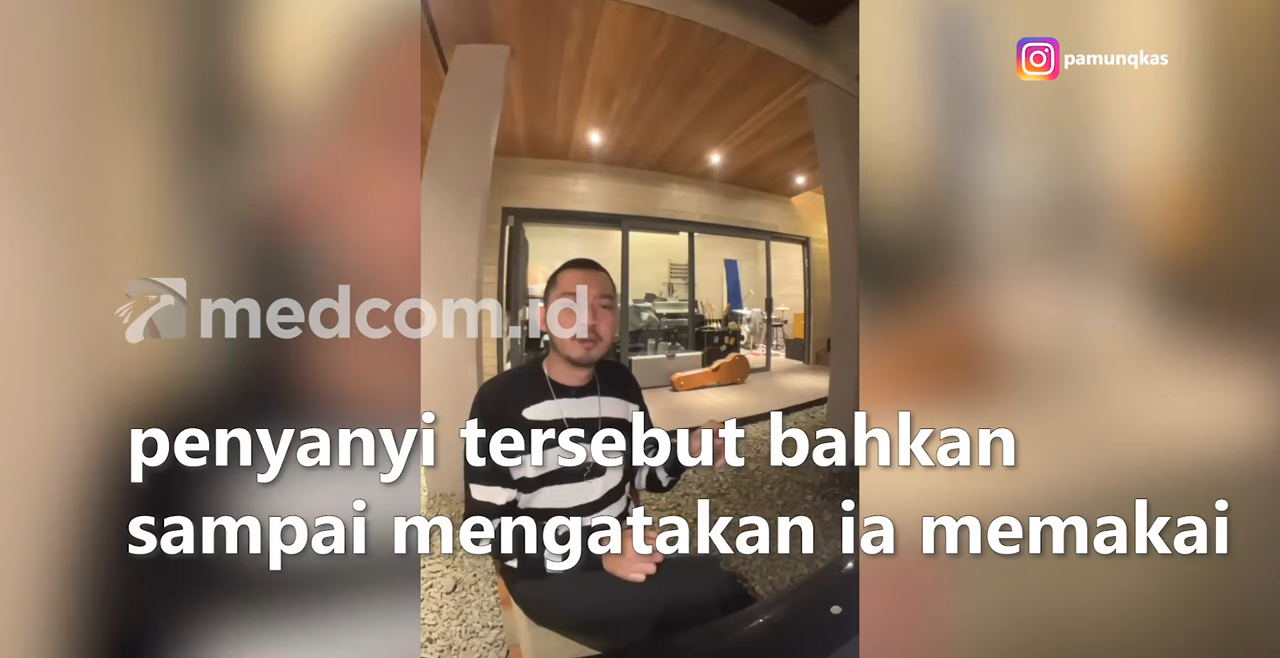 pamunqkas
medcom.id
penyanyi tersebut bahkan
sampai mengatakan ia memakai